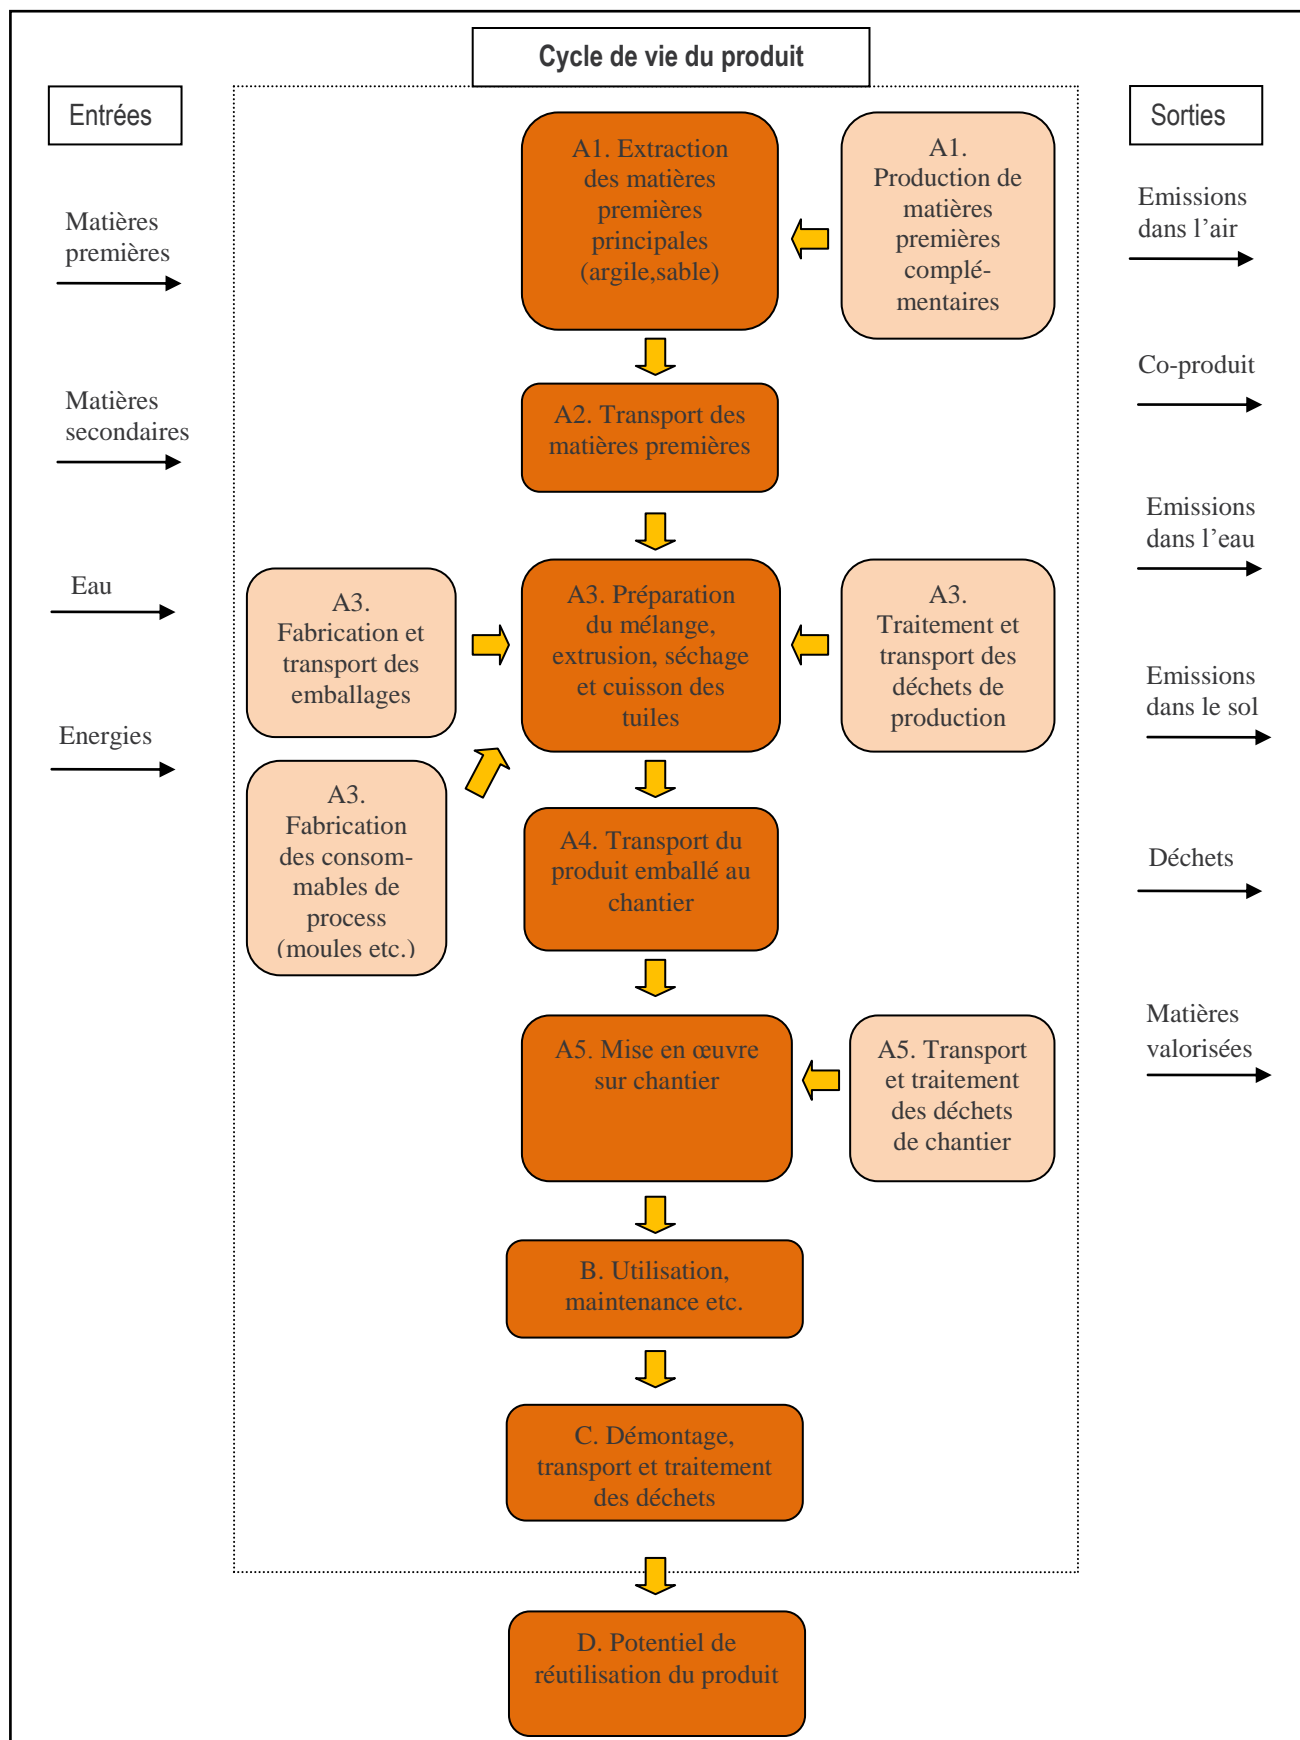 Cycle de vie du produit
Entrées
Matières
premières
Matières
secondaires
Eau
Energies
A1. Extraction
des matières
premières
principales
(argile,sable)
A1.
Production de
matières
premières
complé-
mentaires
A2. Transport des
matières premières
A3.
Fabrication et
transport des
emballages
A3. Préparation
du mélange,
extrusion, séchage
et cuisson des
tuiles
A3.
Traitement et
transport des
déchets de
production
A3.
Fabrication
des consom-
mables de
process
(moules etc.)
A4. Transport du
produit emballé au
chantier
A5. Mise en œuvre
sur chantier
A5. Transport
et traitement
des déchets
de chantier
B. Utilisation,
maintenance etc.
C. Démontage,
transport et traitement
des déchets
D. Potentiel de
réutilisation du produit
Sorties
Emissions
dans l’air
Co-produit
Emissions
dans l’eau
Emissions
dans le sol
Déchets
Matières
valorisées